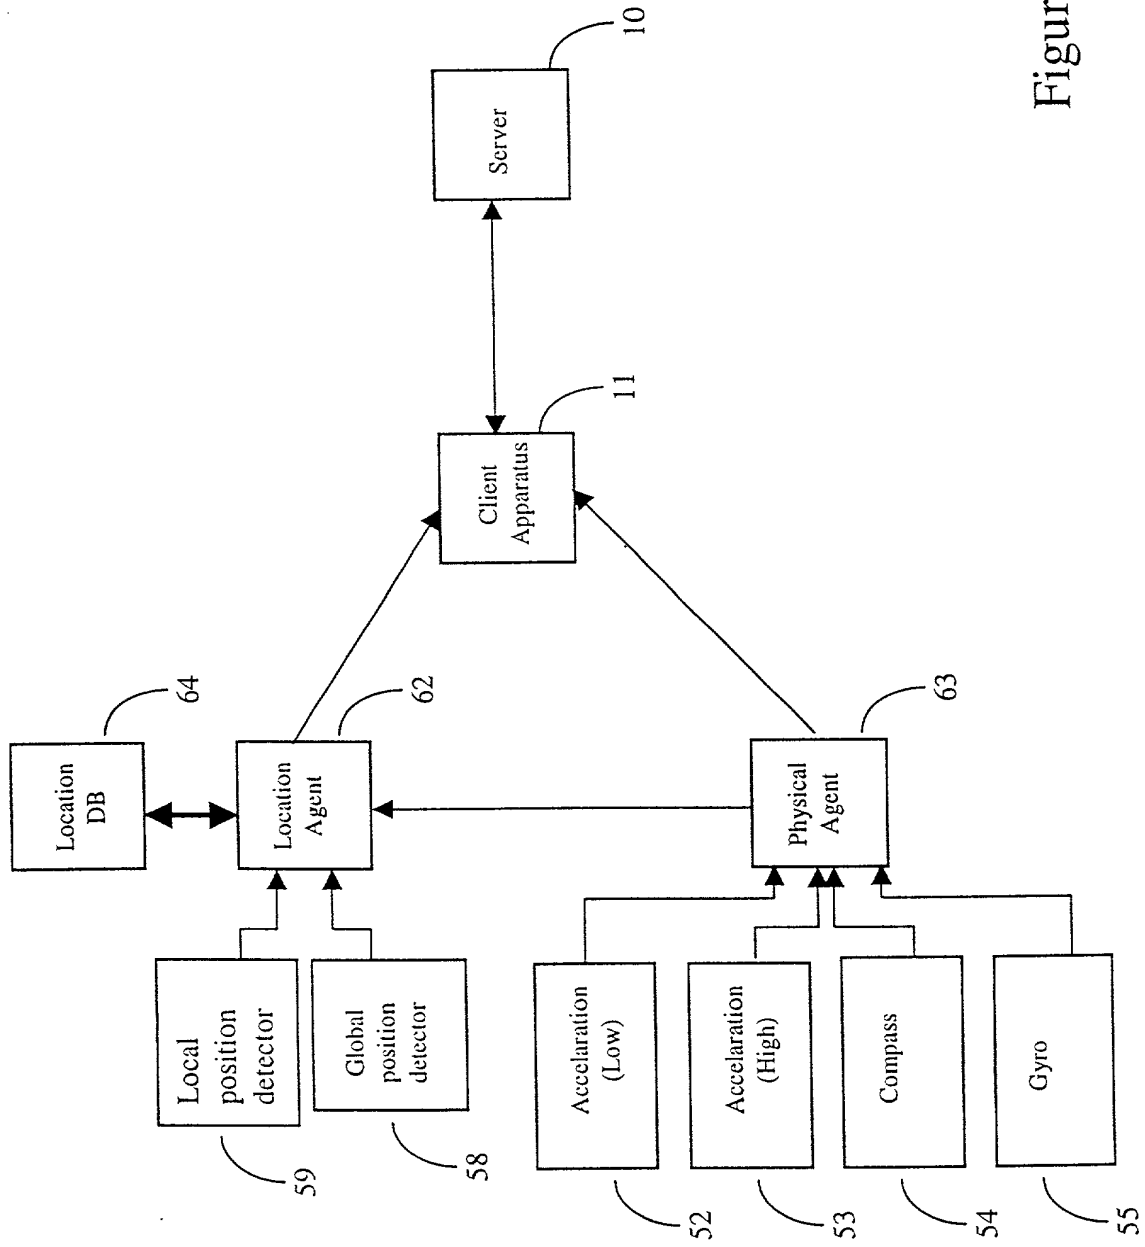 Local
position
detector
59
Global
position
detector
58
Accelaration
(Low)
52
Accelaration
(High)
53
Compass
54
Gyro
55
Location
DB
64
Location
Agent
62
Physical
Agent
63
Client
Apparatus
11
Server
10
Figur